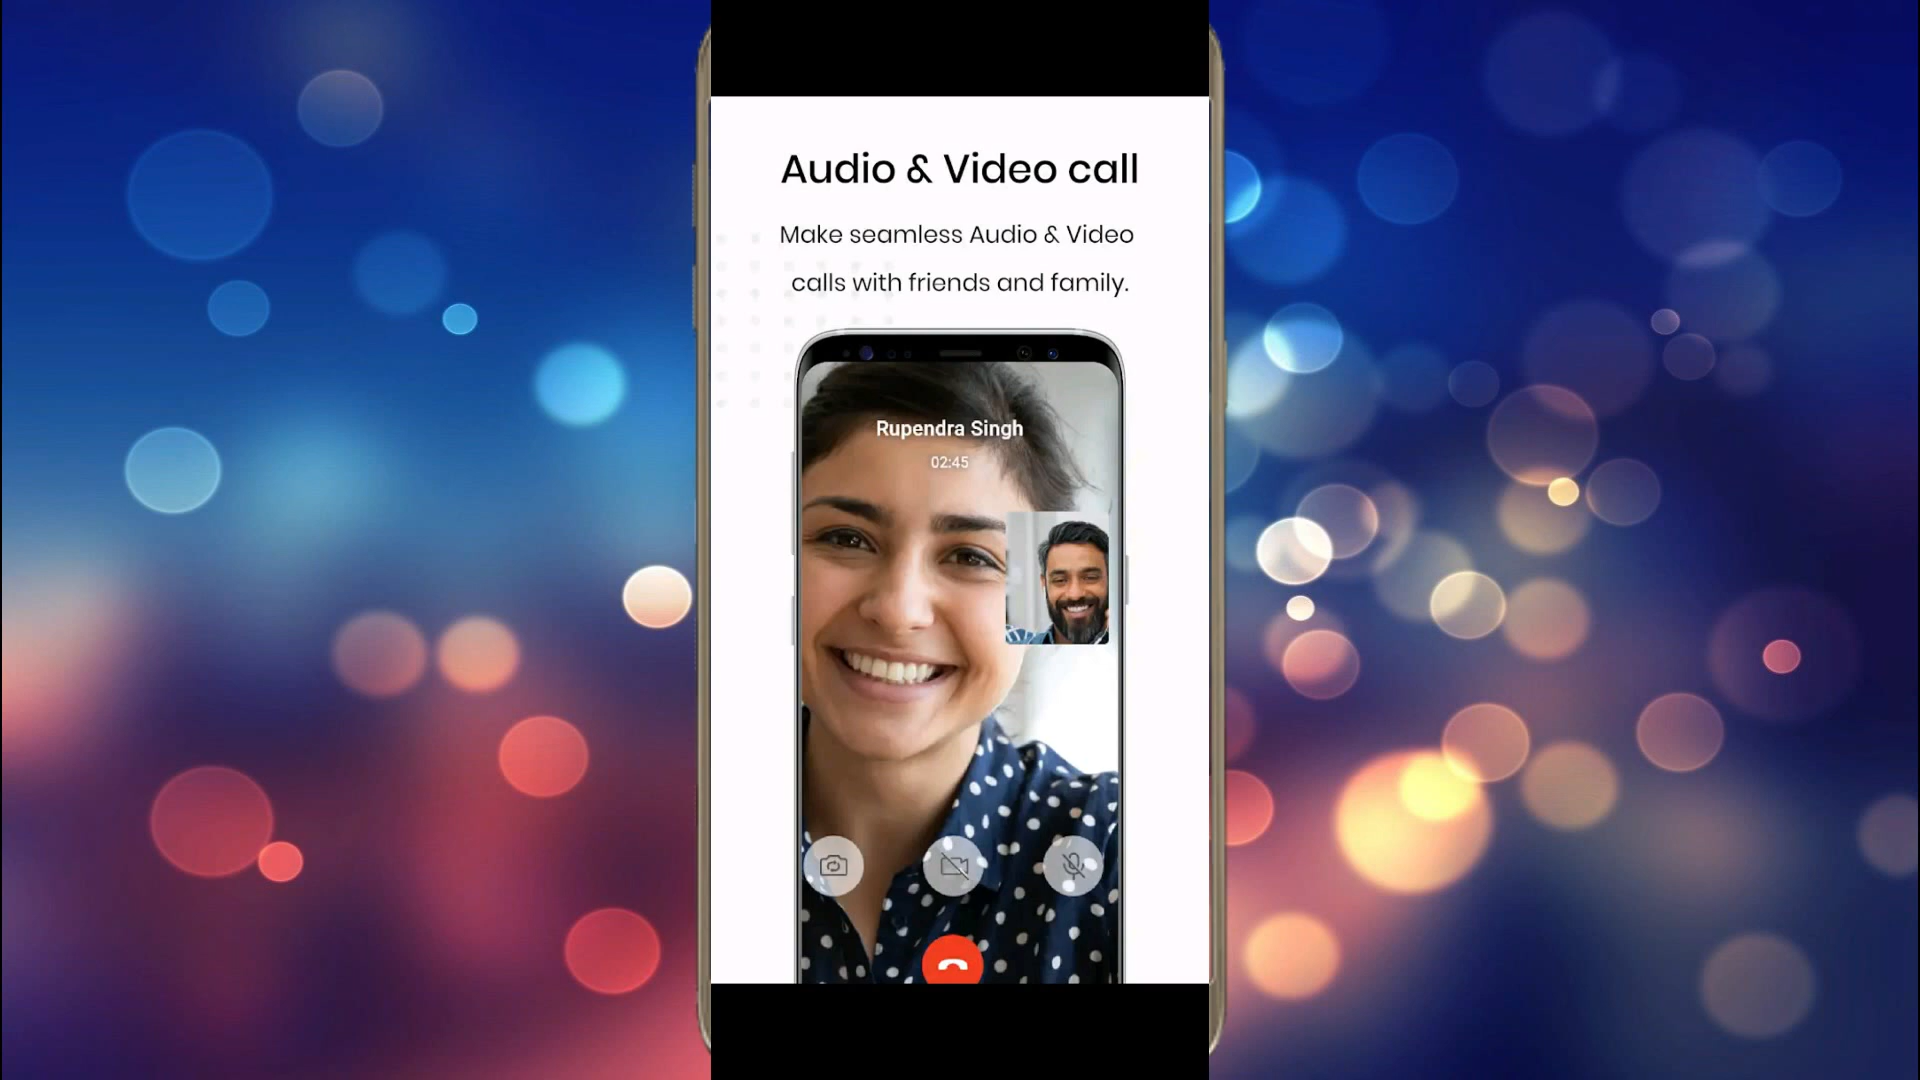 Audio & Video call
Make seamless Audio & Video
calls with friends and family.
Rupendra Singh
02:45